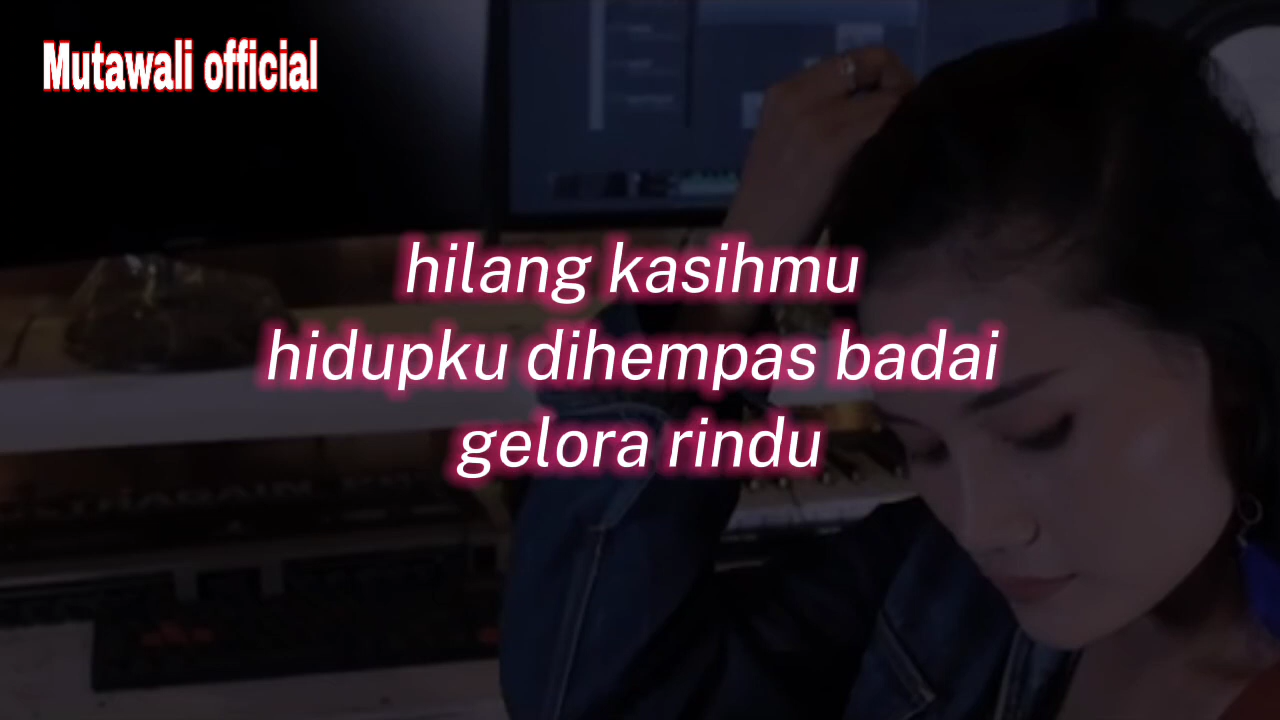 Mutawali official
hilang kasihmu
hidupku dihempas badai
gelora rindu